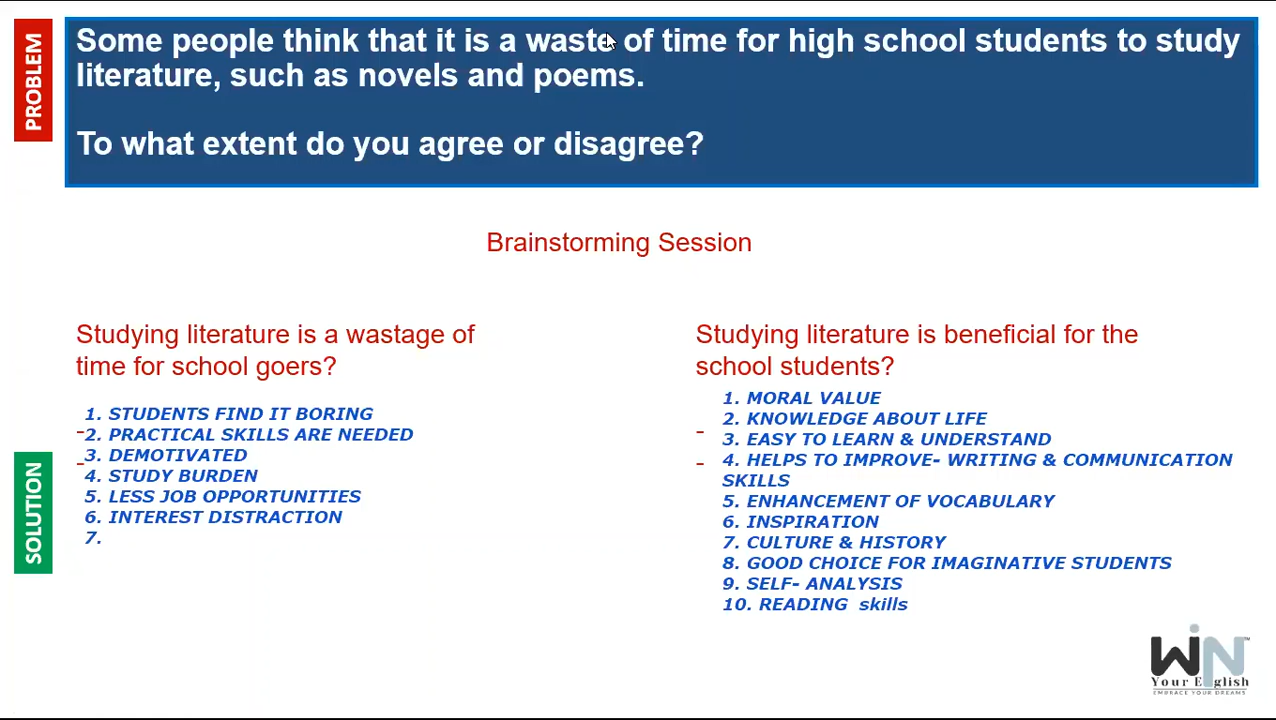 PROBLEM
Some people think that it is a waste of time for high school students to study
literature, such as novels and poems.
To what extent do you agree or disagree?
Brainstorming Session
Studying literature is a wastage of
time for school goers?
1. STUDENTS FIND IT BORING
2. PRACTICAL SKILLS ARE NEEDED
3. DEMOTIVATED
4. STUDY BURDEN
5. LESS JOB OPPORTUNITIES
6. INTEREST DISTRACTION
7.
SOLUTION
Studying literature is beneficial for the
school students?
1. MORAL VALUE
2. KNOWLEDGE ABOUT LIFE
3. EASY TO LEARN & UNDERSTAND
4. HELPS TO IMPROVE- WRITING & COMMUNICATION
SKILLS
5. ENHANCEMENT OF VOCABULARY
6. INSPIRATION
7. CULTURE & HISTORY
8. GOOD CHOICE FOR IMAGINATIVE STUDENTS
9. SELF- ANALYSIS
10. READING skills
WiN™
Your English
EMBRACE YOUR DREAMS